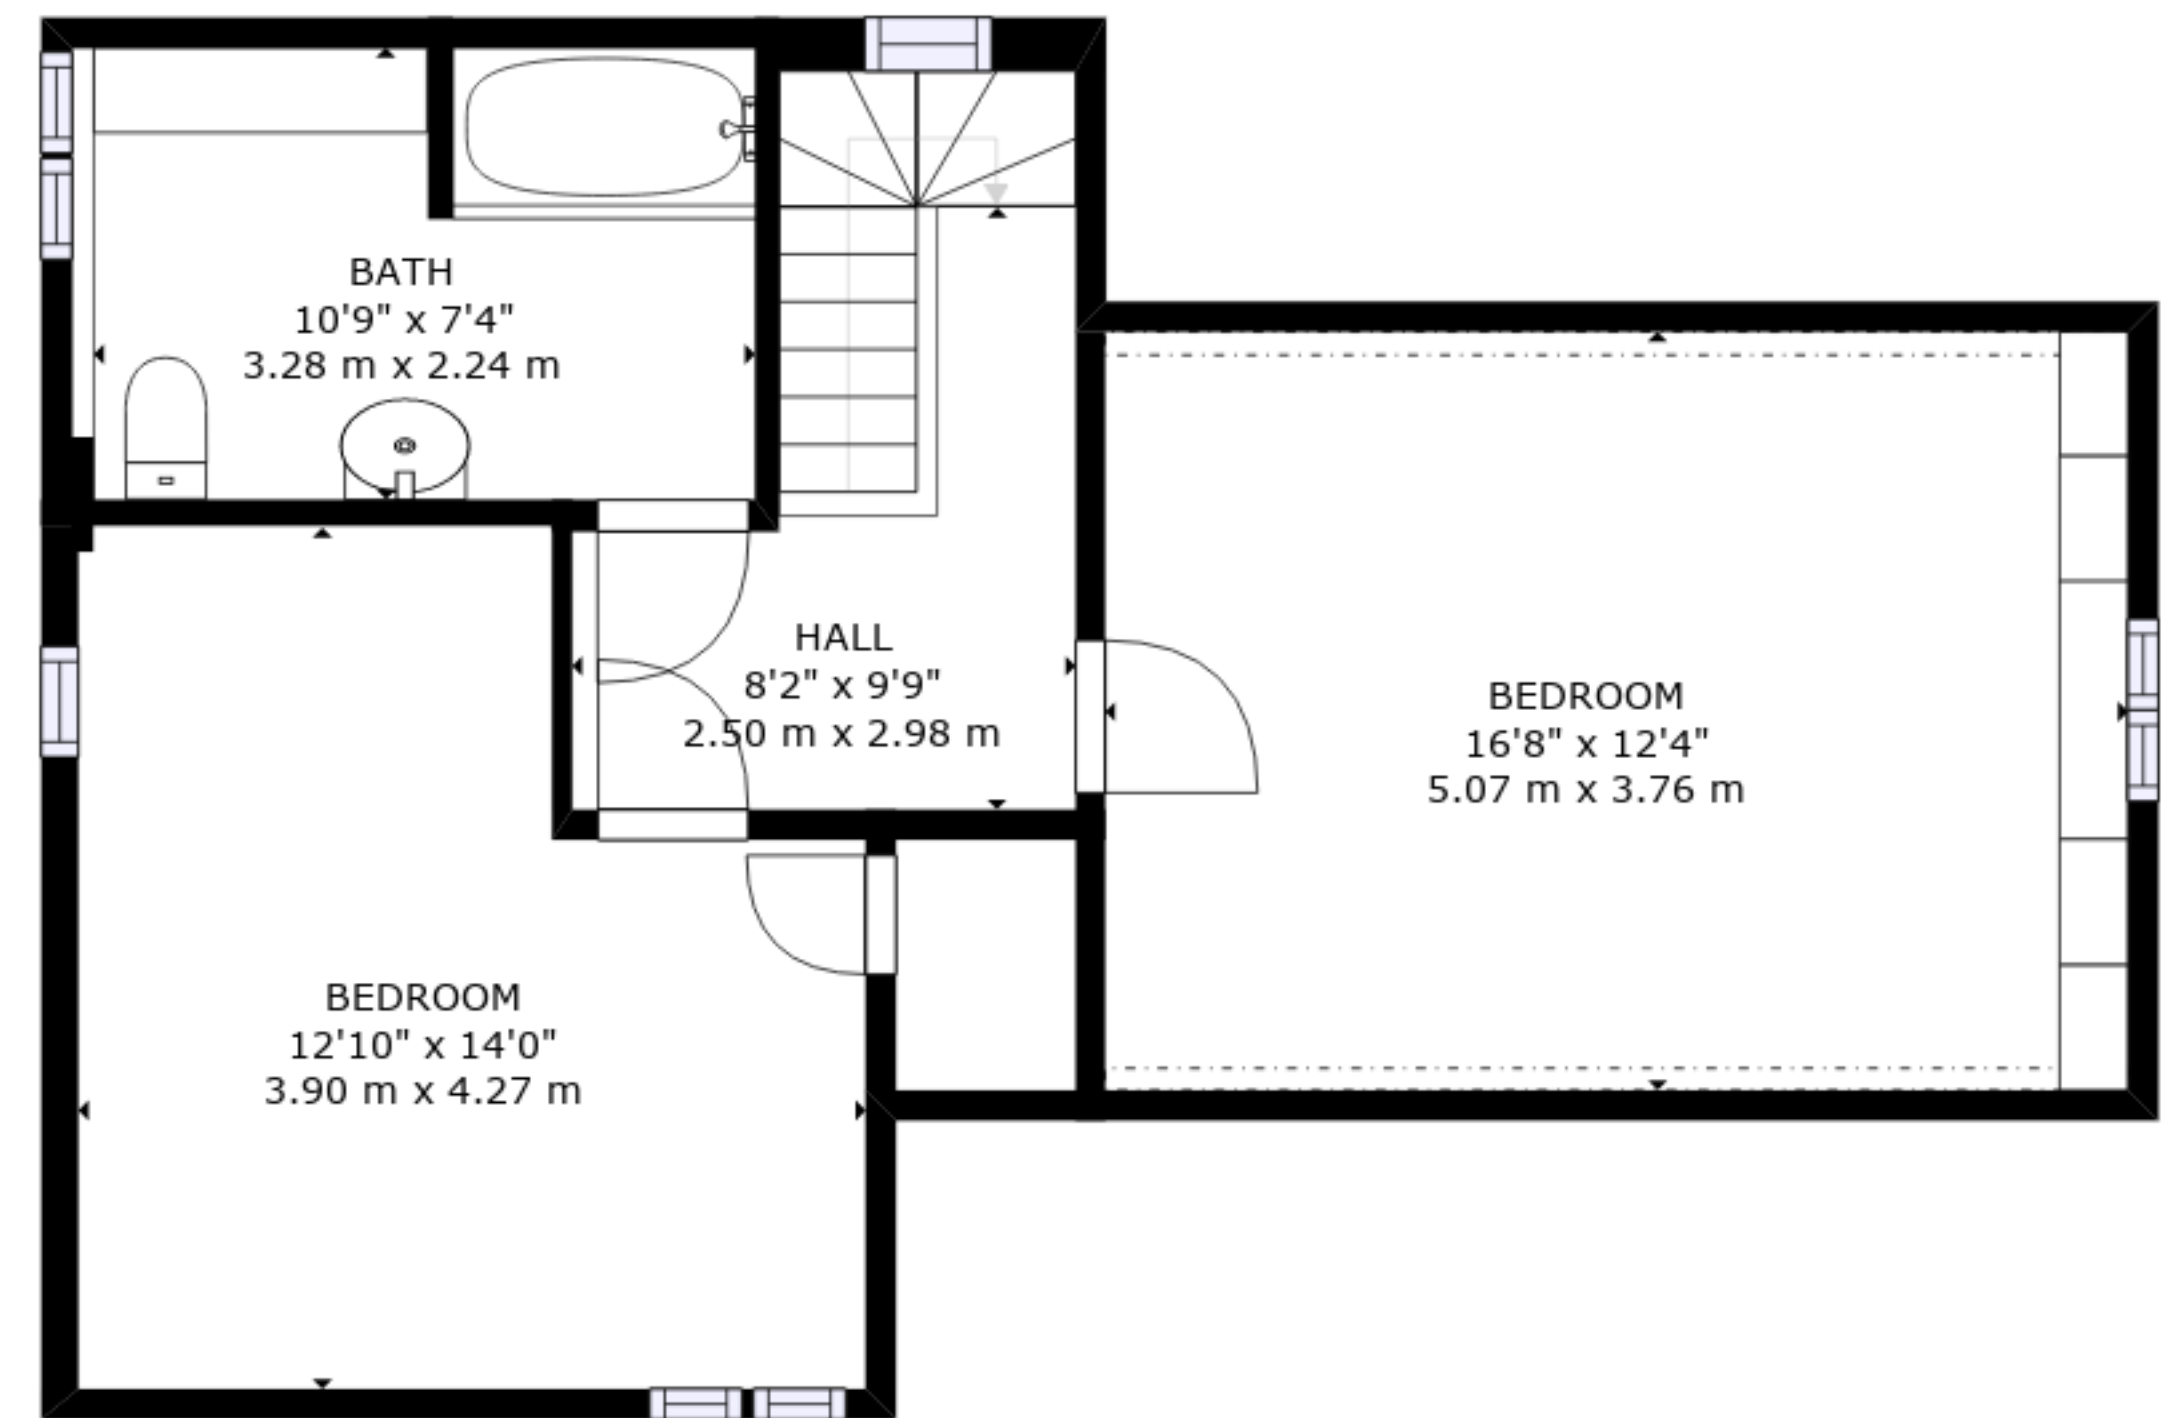 BATH
10'9" x 7'4"
3.28 m x 2.24 m
HALL
8'2" x 9'9"
2.50 m x 2.98 m
BEDROOM
16'8" x 12'4"
5.07 m x 3.76 m
BEDROOM
12'10" x 14'0"
3.90 m x 4.27 m